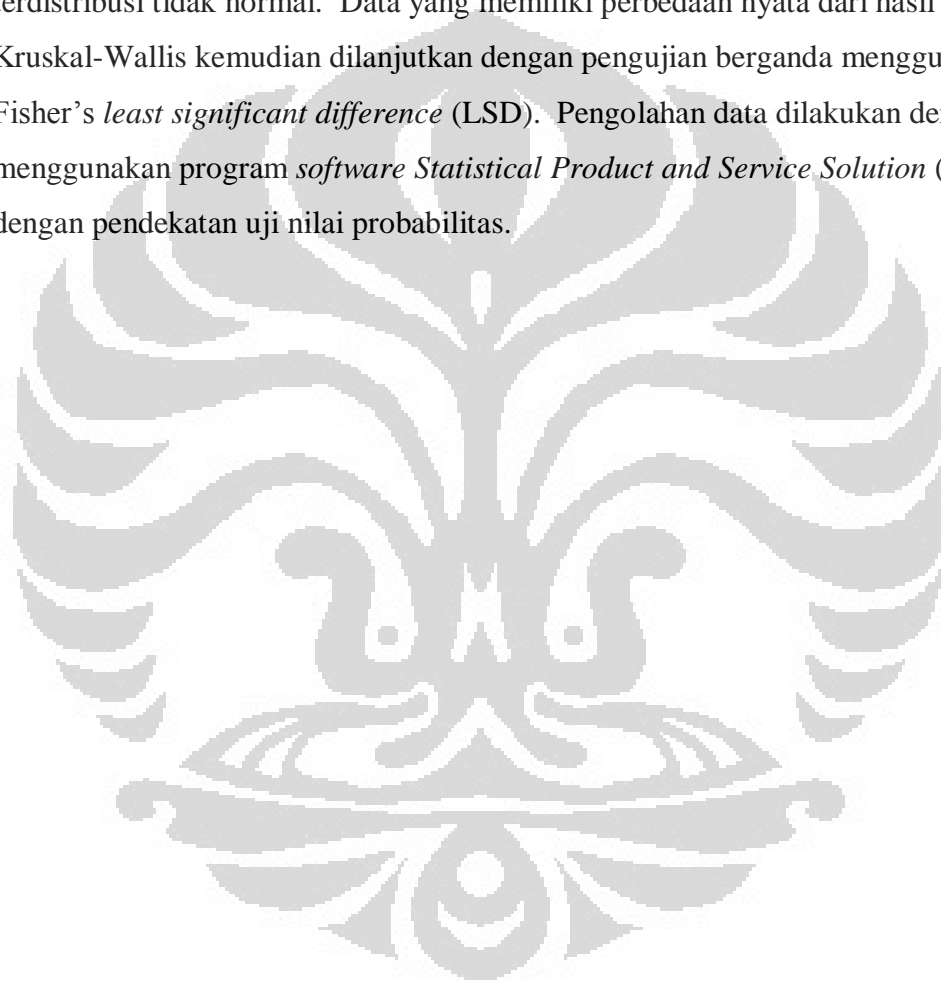 terdistribusi tidak normal. Data yang memiliki perbedaan nyata dari hasil
Kruskal-Wallis kemudian dilanjutkan dengan pengujian berganda menggu
Fisher's least significant difference (LSD). Pengolahan data dilakukan de
menggunakan program software Statistical Product and Service Solution (
dengan pendekatan uji nilai probabilitas.